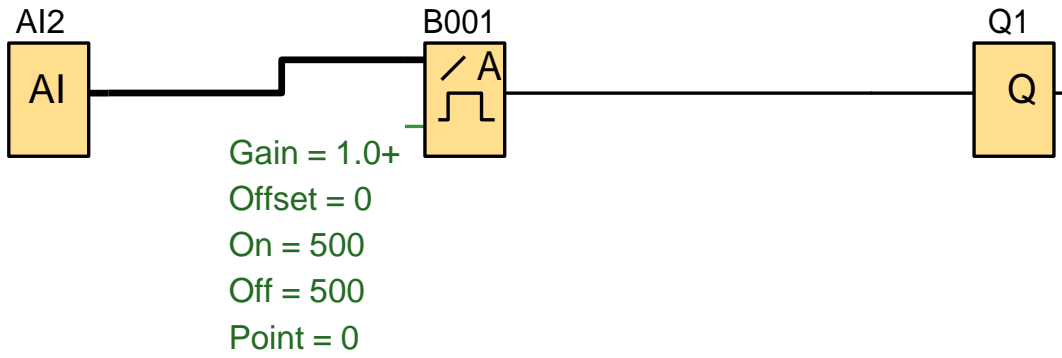 AI2
B001
Q1
AI
A
Q
Gain = 1.0+
Offset = 0
On = 500
Off = 500
Point = 0